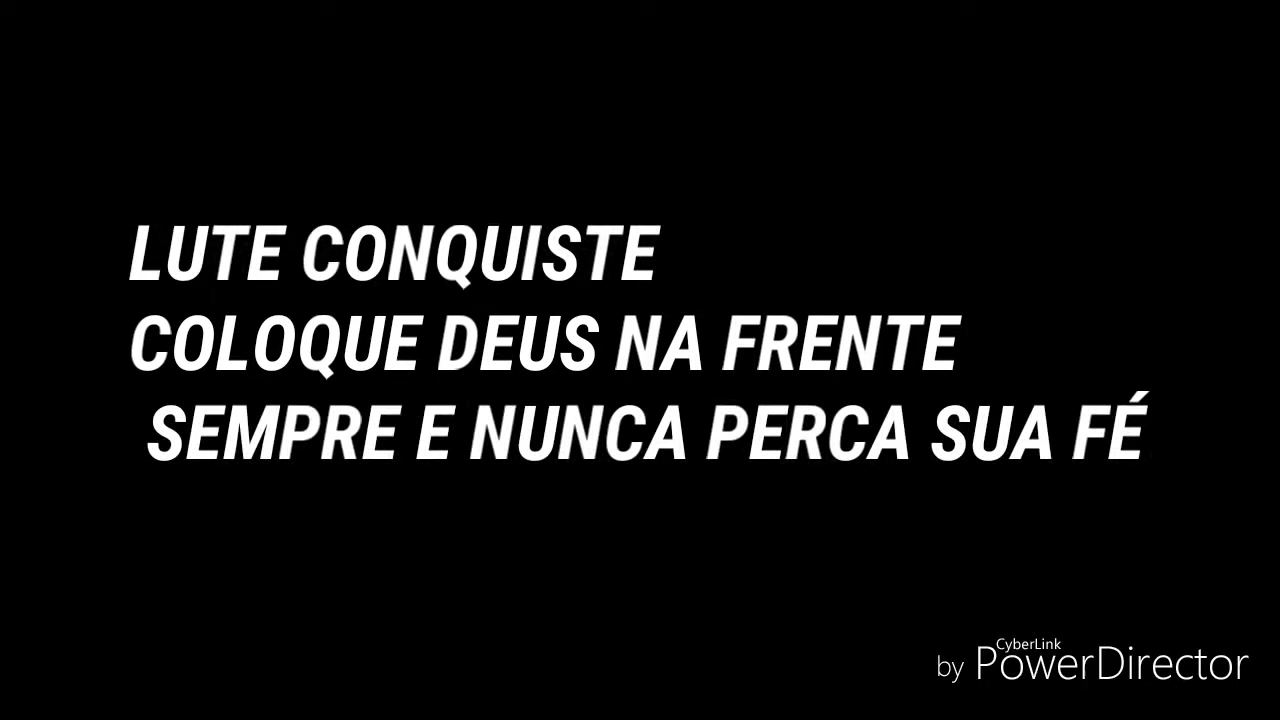 LUTE CONQUISTE
COLOQUE DEUS NA FRENTE
SEMPRE E NUNCA PERCA SUA FÉ
CyberLink
by PowerDirector